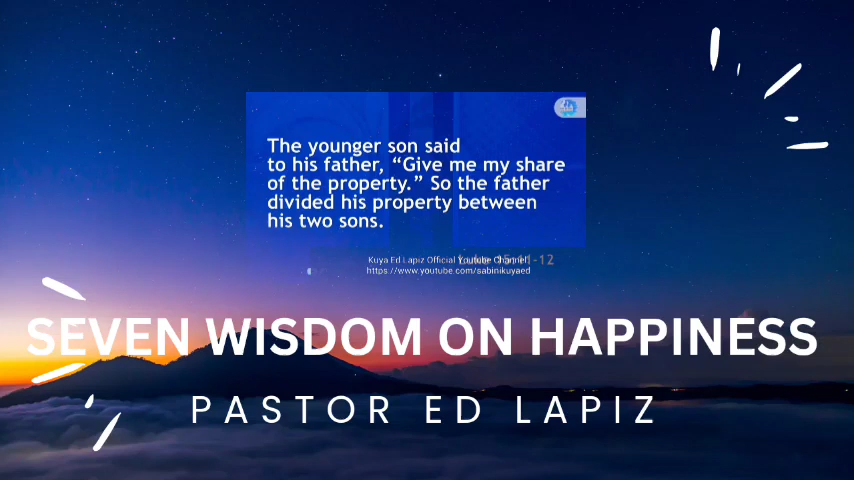 The younger son said
to his father, “Give me my share
of the property.” So the father
divided his property between
his two sons.
Kuya Ed Lapiz Official Youtube Channel
https://www.youtube.com/sabinikuyaed
SEVEN WISDOM ON HAPPINESS
PASTOR ED LAPIZ